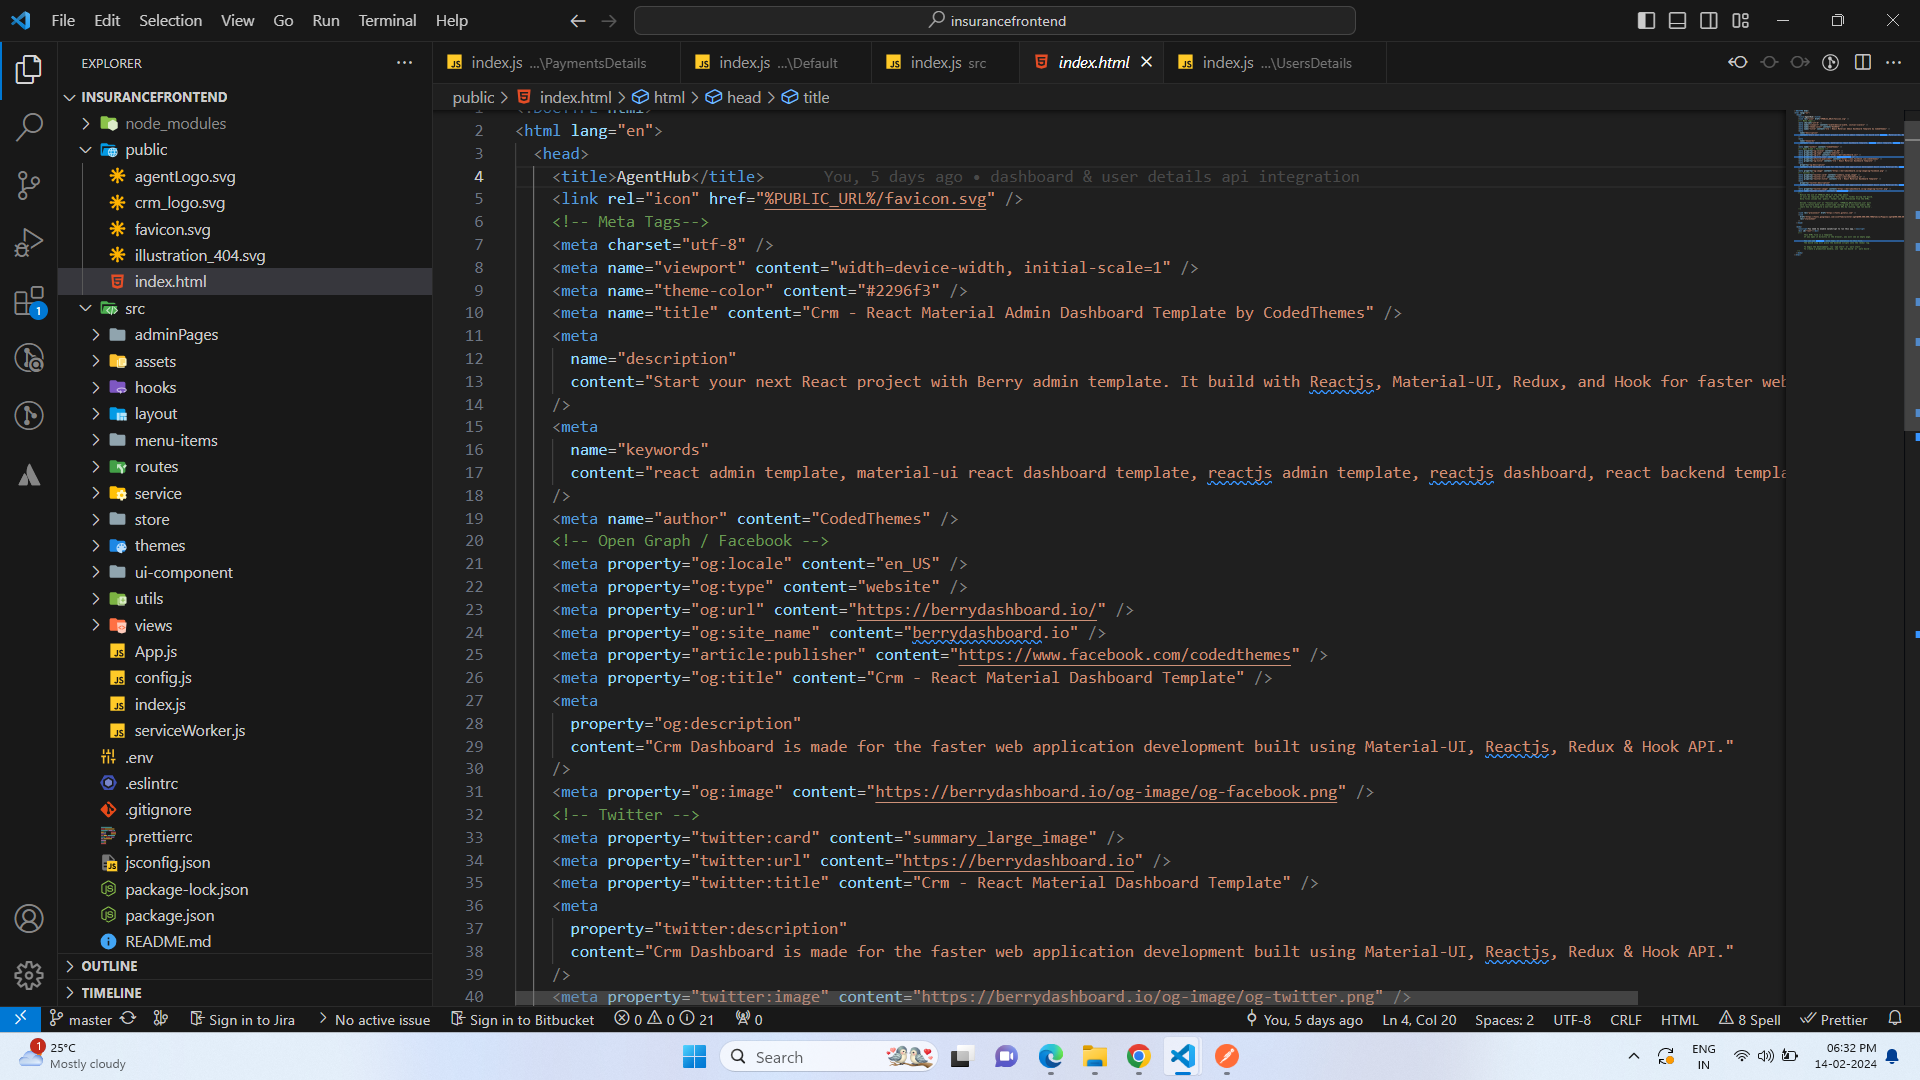 File Edit Selection View Go Run Terminal Help
insurancefrontend
EXPLORER
INSURANCEFRONTEND
node_modules
public
agentLogo.svg
crm_logo.svg
favicon.svg
illustration_404.svg
index.html
src
adminPages
assets
hooks
layout
menu-items
routes
service
store
themes
ui-component
utils
views
App.js
config.js
index.js
serviceWorker.js
.env
.eslintrc
.gitignore
.prettierrc
jsconfig.json
package-lock.json
package.json
README.md
OUTLINE
TIMELINE
1
index.js ...\PaymentsDetails
index.js ...\Default
index.js src
index.html
index.js ...\UsersDetails
public > index.html > html > head > title
1 <!DOCTYPE html>
2 <html lang="en">
3 <head>
4 <title>AgentHub</title> You, 5 days ago • dashboard & user details api integration
5 <link rel="icon" href="%PUBLIC_URL%/favicon.svg" />
6 <!-- Meta Tags-->
7 <meta charset="utf-8" />
8 <meta name="viewport" content="width=device-width, initial-scale=1" />
9 <meta name="theme-color" content="#2296f3" />
10 <meta name="title" content="Crm - React Material Admin Dashboard Template by CodedThemes" />
11 <meta
12 name="description"
13 content="Start your next React project with Berry admin template. It build with Reactjs, Material-UI, Redux, and Hook for faster web
14 />
15 <meta
16 name="keywords"
17 content="react admin template, material-ui react dashboard template, reactjs admin template, reactjs dashboard, react backend templa
18 />
19 <meta name="author" content="CodedThemes" />
20 <!-- Open Graph / Facebook -->
21 <meta property="og:locale" content="en_US" />
22 <meta property="og:type" content="website" />
23 <meta property="og:url" content="https://berrydashboard.io/" />
24 <meta property="og:site_name" content="berrydashboard.io" />
25 <meta property="article:publisher" content="https://www.facebook.com/codedthemes" />
26 <meta property="og:title" content="Crm - React Material Dashboard Template" />
27 <meta
28 property="og:description"
29 content="Crm Dashboard is made for the faster web application development built using Material-UI, Reactjs, Redux & Hook API."
30 />
31 <meta property="og:image" content="https://berrydashboard.io/og-image/og-facebook.png" />
32 <!-- Twitter -->
33 <meta property="twitter:card" content="summary_large_image" />
34 <meta property="twitter:url" content="https://berrydashboard.io" />
35 <meta property="twitter:title" content="Crm - React Material Dashboard Template" />
36 <meta
37 property="twitter:description"
38 content="Crm Dashboard is made for the faster web application development built using Material-UI, Reactjs, Redux & Hook API."
39 />
40 <meta property="twitter:image" content="https://berrydashboard.io/og-image/og-twitter.png" />
master Sign in to Jira No active issue Sign in to Bitbucket 0 0 21 0 You, 5 days ago Ln 4, Col 20 Spaces: 2 UTF-8 CRLF HTML 8 Spell Prettier
1
25°C
Mostly cloudy
Search
ENG
IN
06:32 PM
14-02-2024